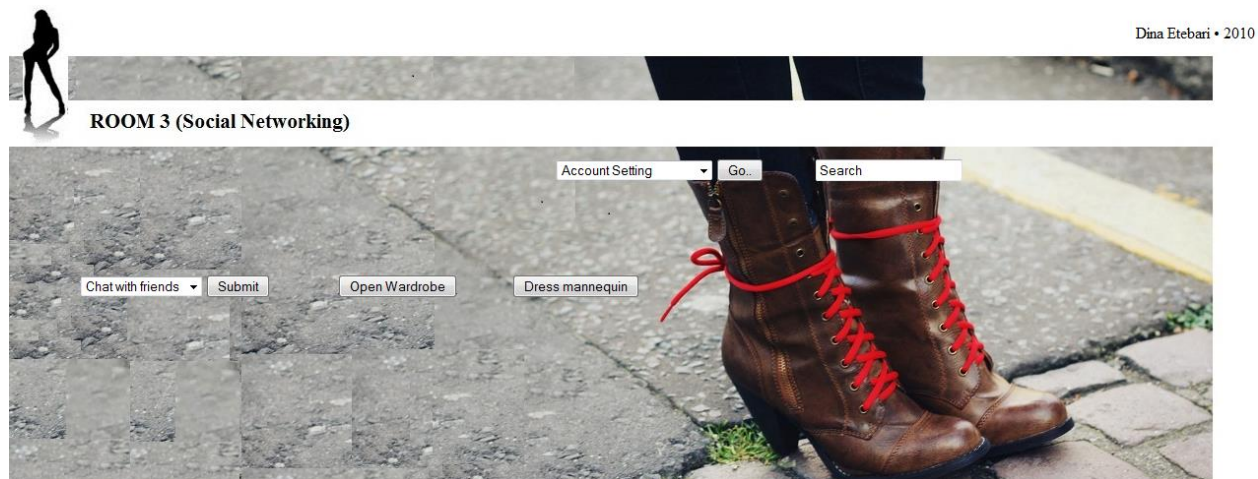 Dina Etebari • 2010
ROOM 3 (Social Networking)
Account Setting Go.. Search
Chat with friends Submit Open Wardrobe Dress mannequin